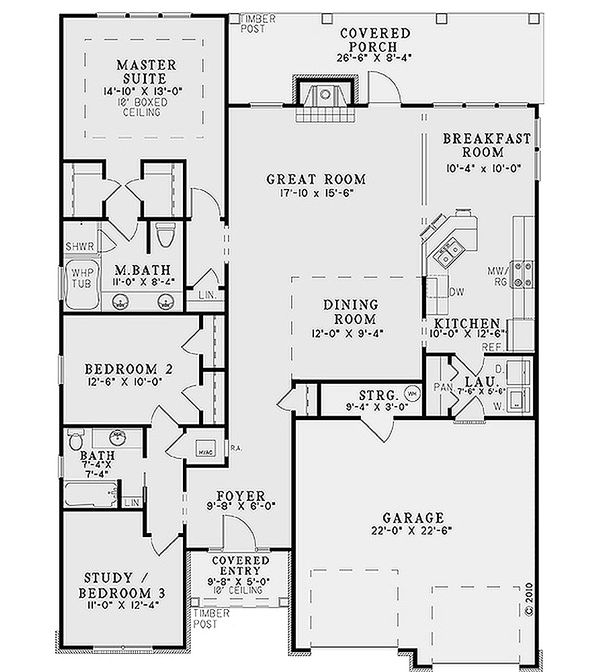 TIMBER
POST
COVERED
PORCH
26'-6" X 8'-4"
MASTER
SUITE
14'-10" X 13'-0"
10' BOXED
CEILING
BREAKFAST
ROOM
10'-4" X 10'-0"
GREAT ROOM
17'-10 X 15'-6"
SHWR
WHP
TUB
M.BATH
11'-0" X 8'-4"
LIN.
MW/
RG
DW
DINING
ROOM
12'-0" X 9'-4"
KITCHEN
10'-0" X 12'-6"
REF.
BEDROOM 2
12'-6" X 10'-0"
PAN
LAU.
7'-6" X 5'-6"
D.
W.
STRG.
9'-4" X 3'-0"
WH
BATH
7'-4"X
7'-4"
LIN
HVAC
R.A.
FOYER
9'-8" X 6'-0"
GARAGE
22'-0" X 22'-6"
COVERED
ENTRY
9'-8" X 5'-0"
10' CEILING
STUDY /
BEDROOM 3
11'-0" X 12'-4"
TIMBER
POST
© 2010